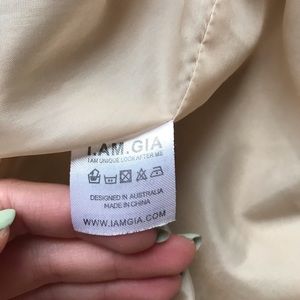 I.AM.GIA
I AM UNIQUE LOOK AFTER ME
DESIGNED IN AUSTRALIA
MADE IN CHINA
WWW.IAMGIA.COM